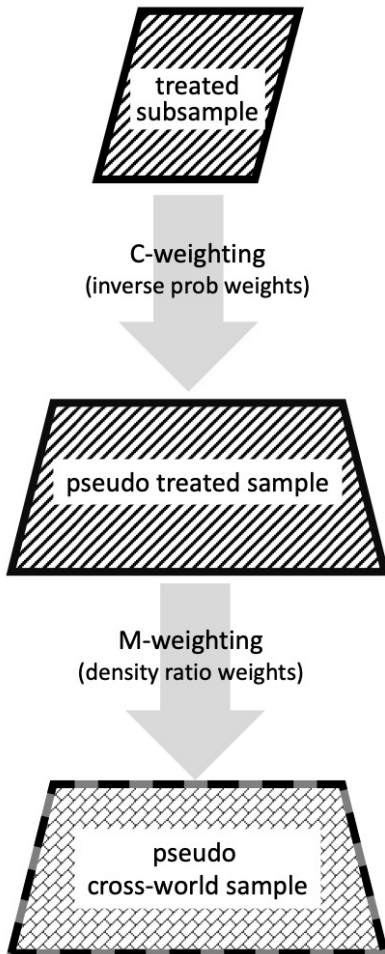 treated
subsample
C-weighting
(inverse prob weights)
pseudo treated sample
M-weighting
(density ratio weights)
pseudo
cross-world sample